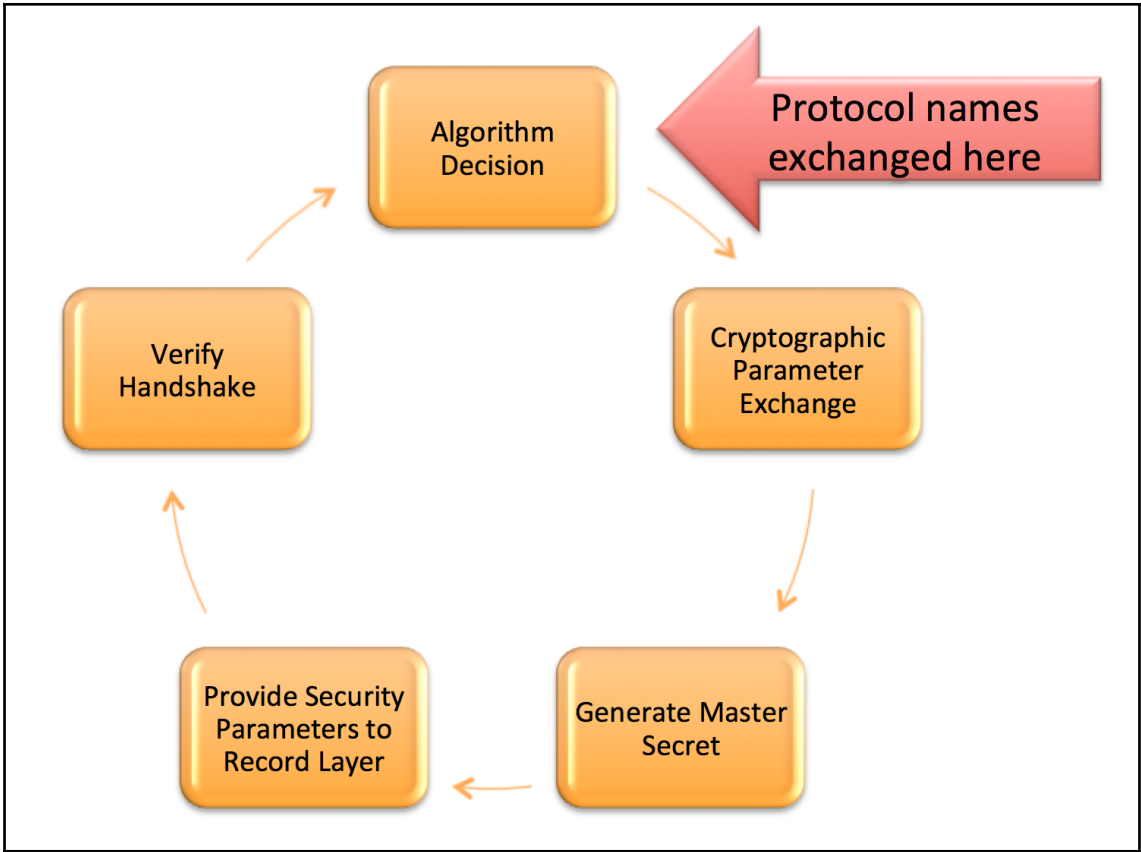 Algorithm
Decision
Protocol names
exchanged here
Cryptographic
Parameter
Exchange
Generate Master
Secret
Provide Security
Parameters to
Record Layer
Verify
Handshake